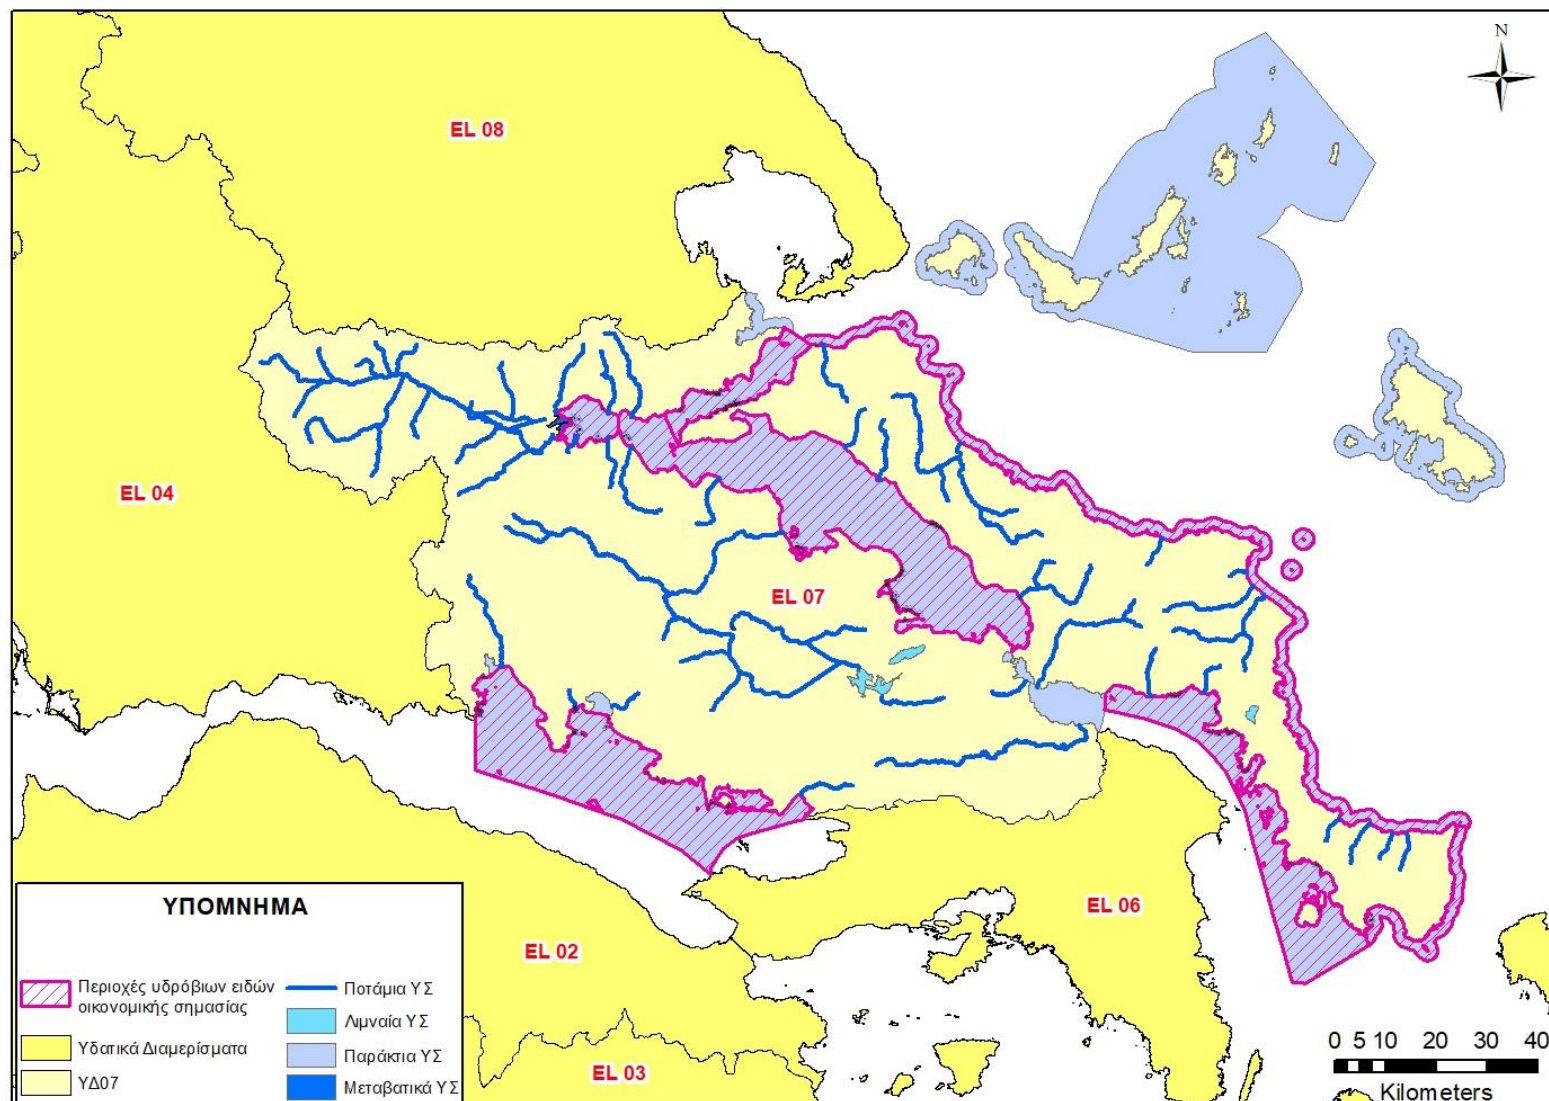 N
EL 08
EL 04
EL 07
EL 06
EL 02
EL 03
ΥΠΟΜΝΗΜΑ
Περιοχές υδρόβιων ειδών
οικονομικής σημασίας
Υδατικά Διαμερίσματα
ΥΔ07
Ποτάμια ΥΣ
Λιμναία ΥΣ
Παράκτια ΥΣ
Μεταβατικά ΥΣ
0 5 10 20 30 40
Kilometers